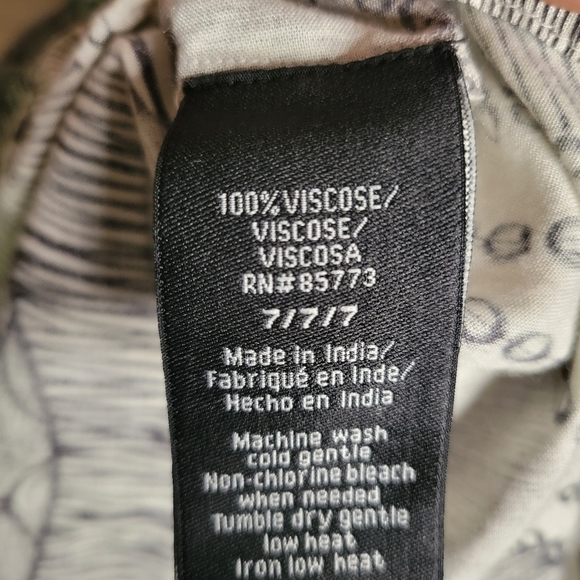 100% VISCOSE/
VISCOSE/
VISCOSA
RN# 85773
7/7/7
Made in India/
Fabriqué en Inde/
Hecho en India
Machine wash
cold gentle
Non-chlorine bleach
when needed
Tumble dry gentle
low heat
Iron low heat